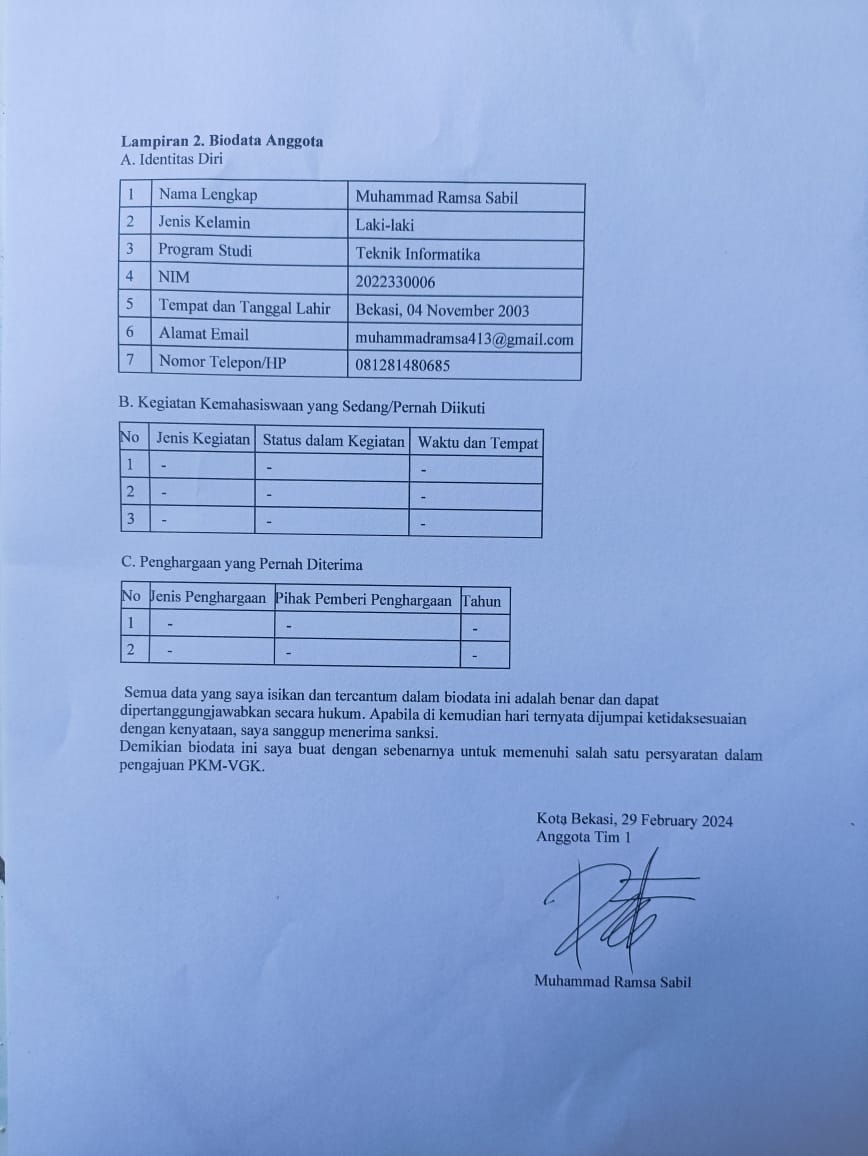 Lampiran 2. Biodata Anggota
A. Identitas Diri
1 Nama Lengkap Muhammad Ramsa Sabil
2 Jenis Kelamin Laki-laki
3 Program Studi Teknik Informatika
4 NIM 2022330006
5 Tempat dan Tanggal Lahir Bekasi, 04 November 2003
6 Alamat Email muhammadramsa413@gmail.com
7 Nomor Telepon/HP 081281480685
B. Kegiatan Kemahasiswaan yang Sedang/Pernah Diikuti
No Jenis Kegiatan Status dalam Kegiatan Waktu dan Tempat
1 - - -
2 - - -
3 - - -
C. Penghargaan yang Pernah Diterima
No Jenis Penghargaan Pihak Pemberi Penghargaan Tahun
1 - - -
2 - - -
Semua data yang saya isikan dan tercantum dalam biodata ini adalah benar dan dapat
dipertanggungjawabkan secara hukum. Apabila di kemudian hari ternyata dijumpai ketidaksesuaian
dengan kenyataan, saya sanggup menerima sanksi.
Demikian biodata ini saya buat dengan sebenarnya untuk memenuhi salah satu persyaratan dalam
pengajuan PKM-VGK.
Kota Bekasi, 29 February 2024
Anggota Tim 1
Muhammad Ramsa Sabil